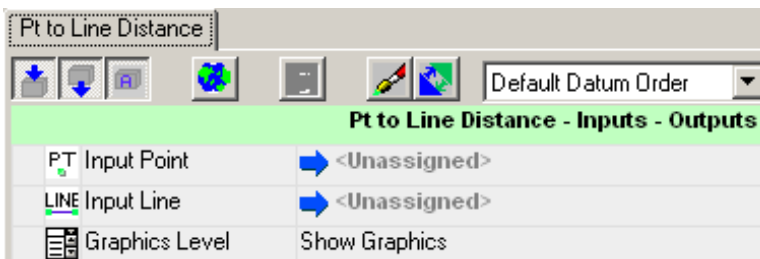 Pt to Line Distance
A Default Datum Order
Pt to Line Distance - Inputs - Outputs
PT Input Point <Unassigned>
LINE Input Line <Unassigned>
Graphics Level Show Graphics